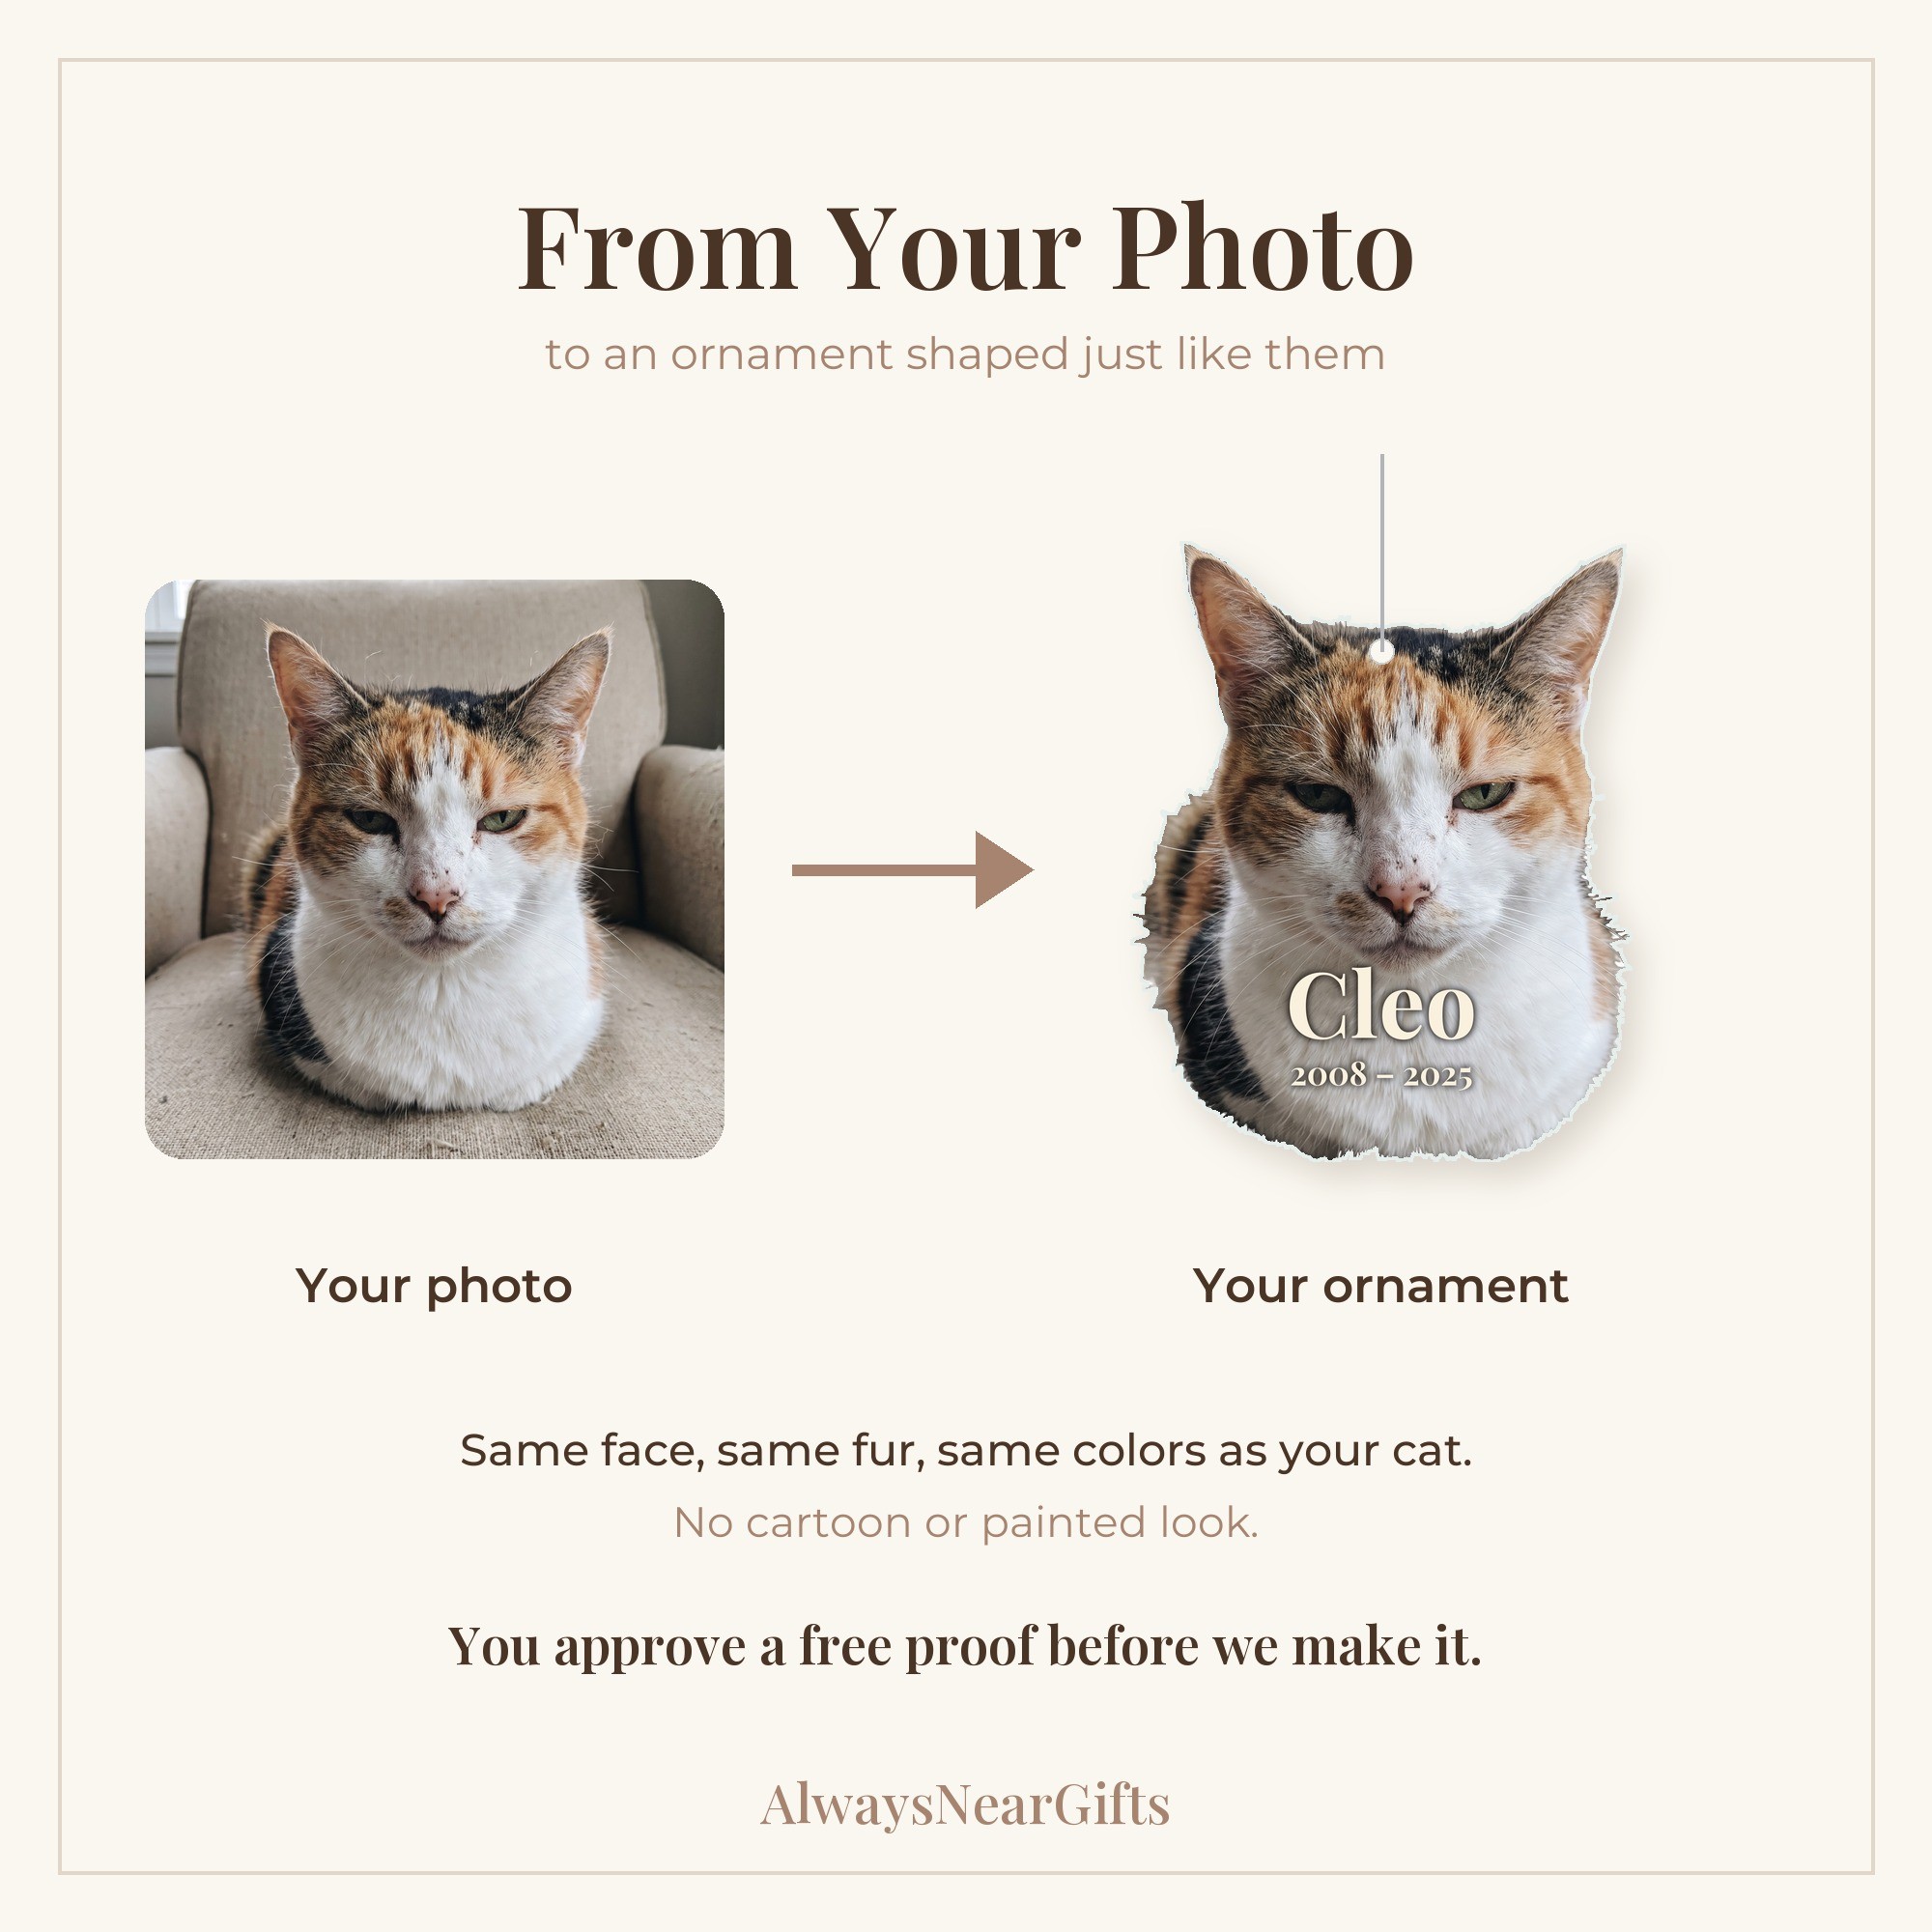 From Your Photo
to an ornament shaped just like them
Cleo
2008 – 2025
Your photo
Your ornament
Same face, same fur, same colors as your cat.
No cartoon or painted look.
You approve a free proof before we make it.
AlwaysNearGifts